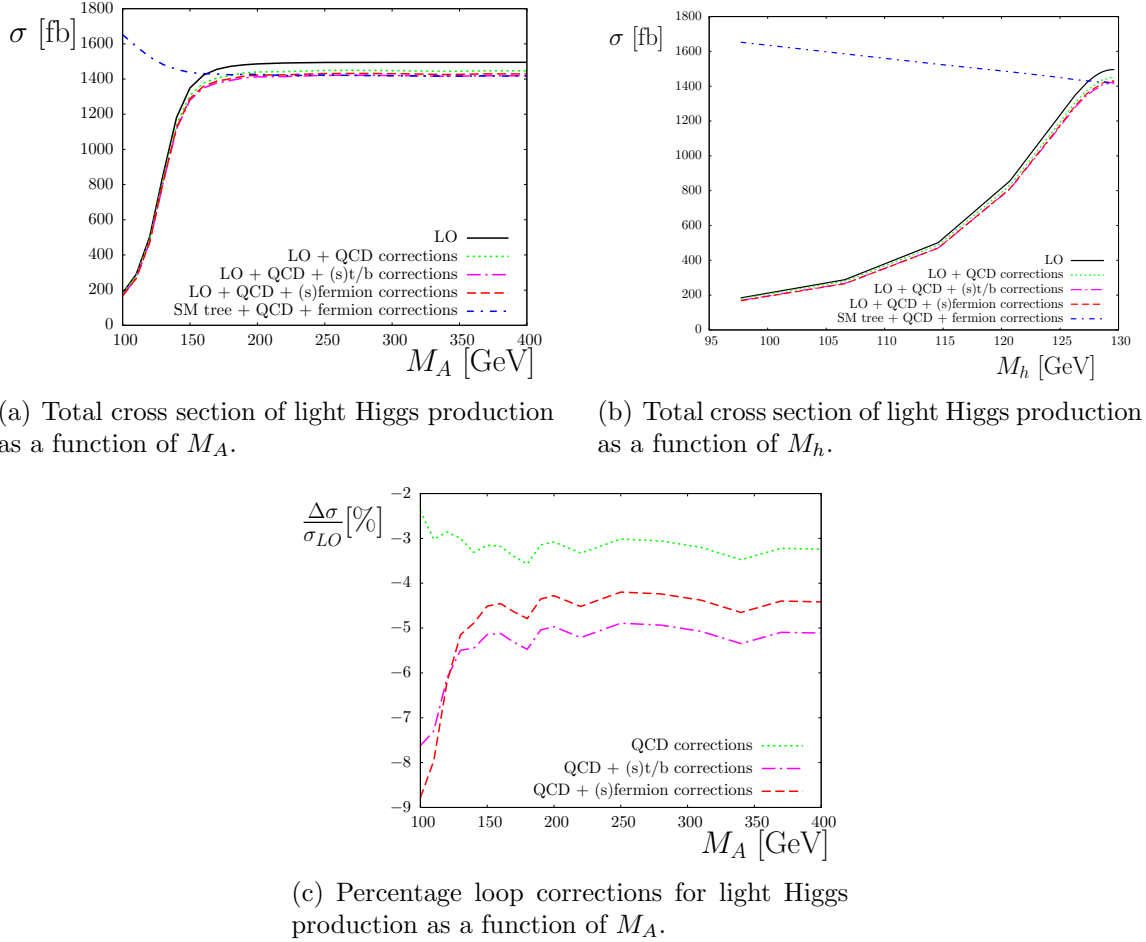 σ [fb]
1800
1600
1400
1200
1000
800
600
400
200
0
LO
LO + QCD corrections
LO + QCD + (s)t/b corrections
LO + QCD + (s)fermion corrections
SM tree + QCD + fermion corrections
100 150 200 250 300 350 400
M_A [GeV]
(a) Total cross section of light Higgs production
as a function of M_A.
σ [fb]
1800
1600
1400
1200
1000
800
600
400
200
0
LO
LO + QCD corrections
LO + QCD + (s)t/b corrections
LO + QCD + (s)fermion corrections
SM tree + QCD + fermion corrections
95 100 105 110 115 120 125 130
M_h [GeV]
(b) Total cross section of light Higgs production
as a function of M_h.
Δσ/σ_LO [%]
−2
−3
−4
−5
−6
−7
−8
−9
QCD corrections
QCD + (s)t/b corrections
QCD + (s)fermion corrections
100 150 200 250 300 350 400
M_A [GeV]
(c) Percentage loop corrections for light Higgs
production as a function of M_A.